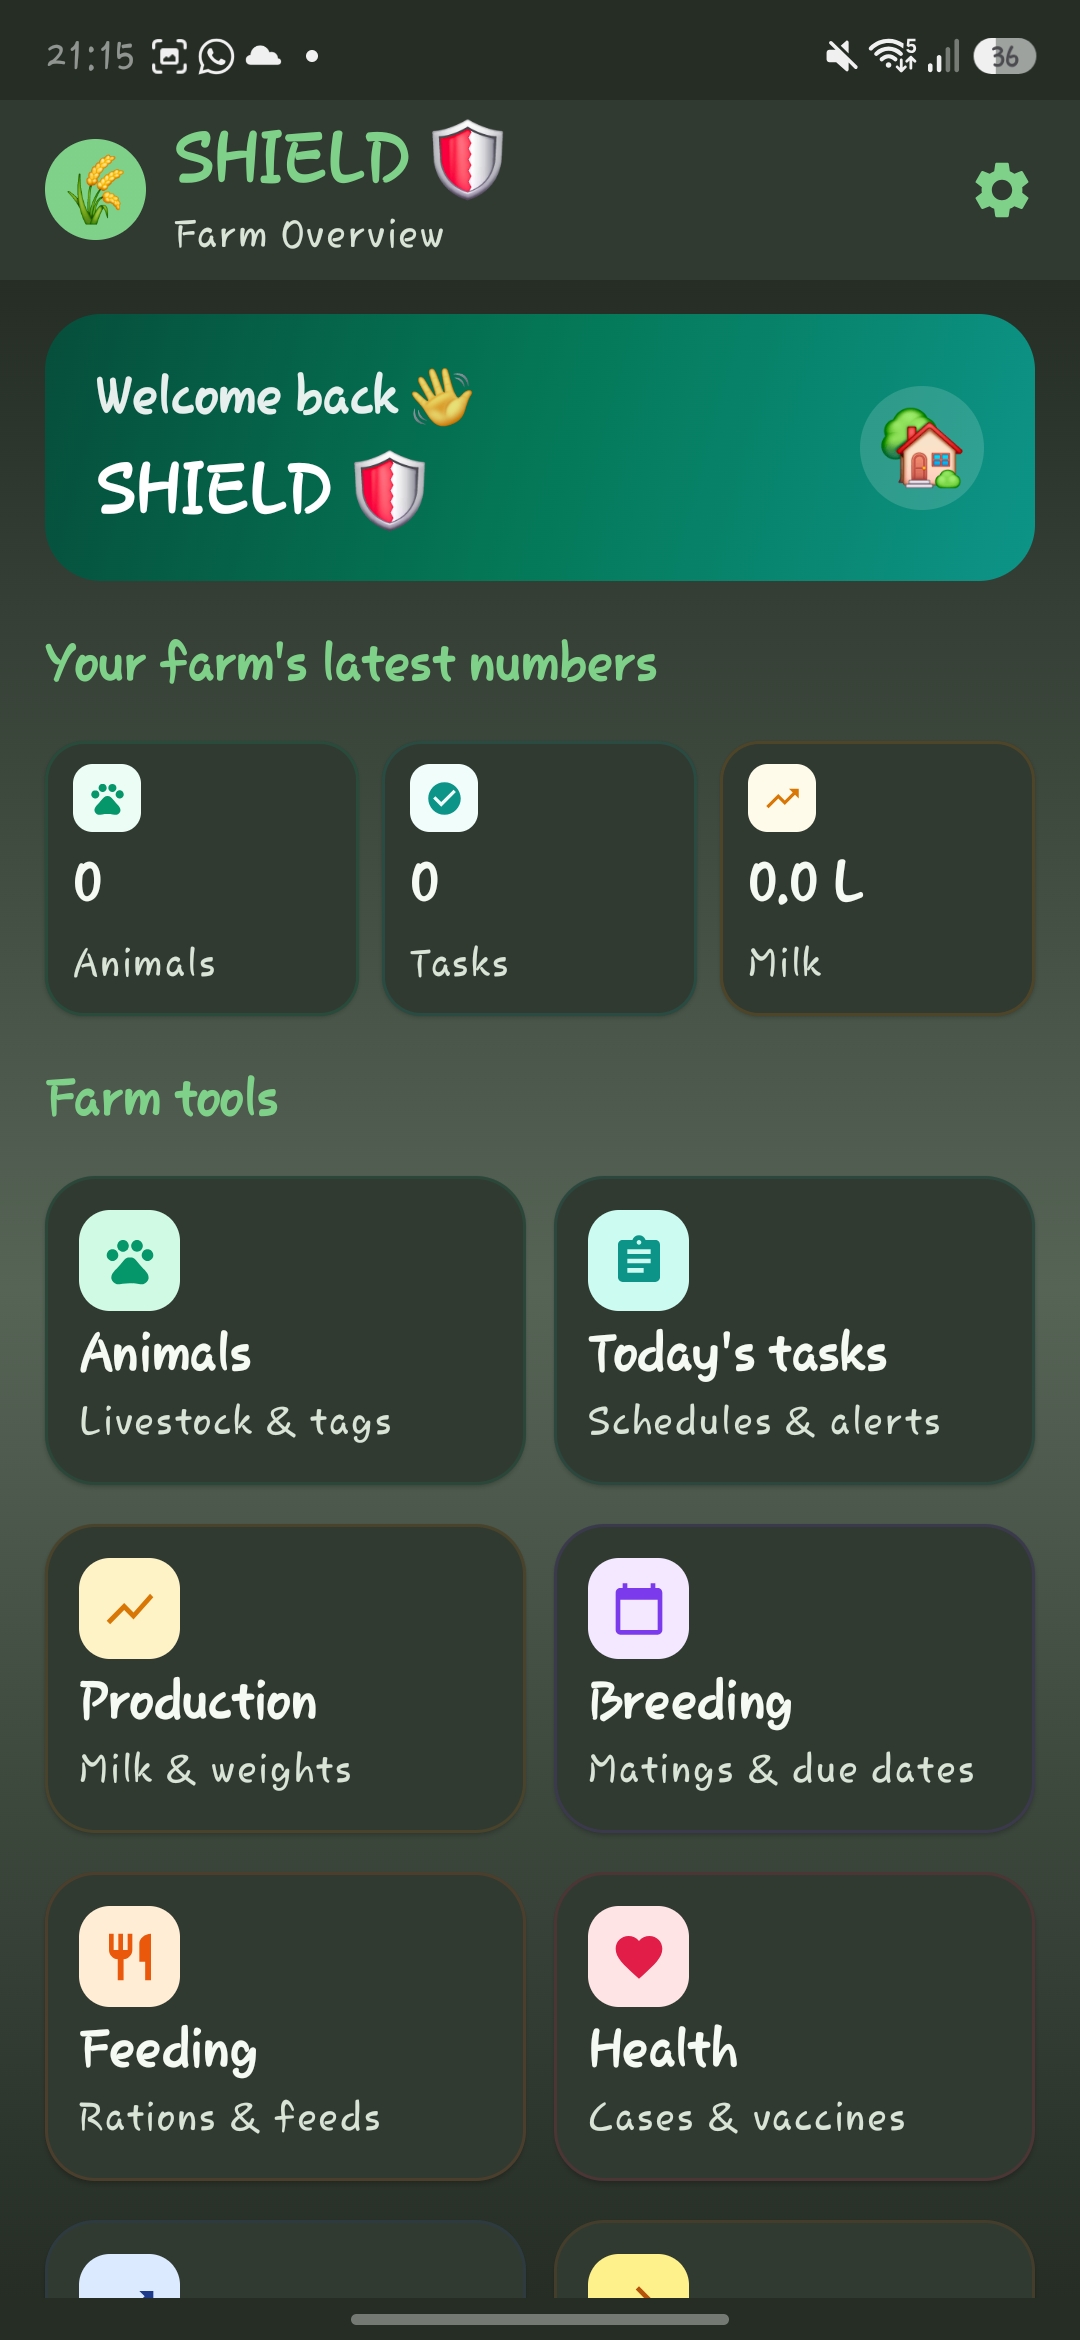 21:15
5
36
SHIELD 🛡️
Farm Overview
Welcome back 👋
SHIELD 🛡️
Your farm's latest numbers
0
0
0.0 L
Animals
Tasks
Milk
Farm tools
Animals
Livestock & tags
Today's tasks
Schedules & alerts
Production
Milk & weights
Breeding
Matings & due dates
Feeding
Rations & feeds
Health
Cases & vaccines